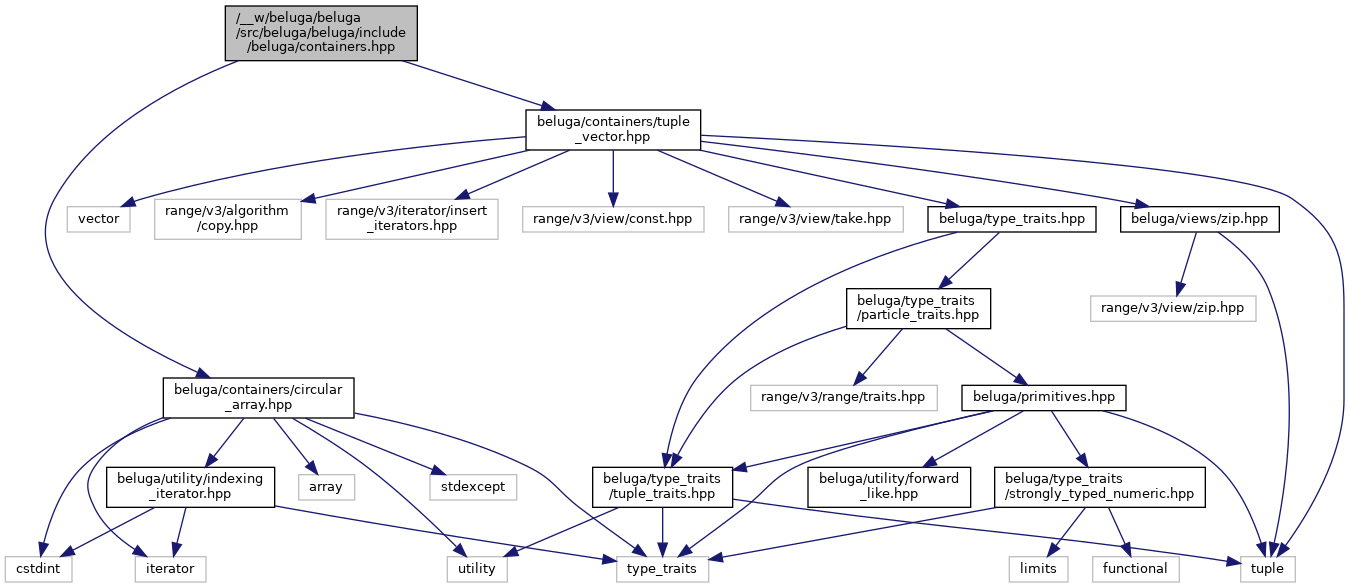 /__w/beluga/beluga
/src/beluga/beluga/include
/beluga/containers.hpp
beluga/containers/tuple
_vector.hpp
vector
range/v3/algorithm
/copy.hpp
range/v3/iterator/insert
_iterators.hpp
range/v3/view/const.hpp
range/v3/view/take.hpp
beluga/type_traits.hpp
beluga/views/zip.hpp
beluga/type_traits
/particle_traits.hpp
range/v3/view/zip.hpp
beluga/containers/circular
_array.hpp
range/v3/range/traits.hpp
beluga/primitives.hpp
beluga/utility/indexing
_iterator.hpp
array
stdexcept
beluga/type_traits
/tuple_traits.hpp
beluga/utility/forward
_like.hpp
beluga/type_traits
/strongly_typed_numeric.hpp
cstdint
iterator
utility
type_traits
limits
functional
tuple